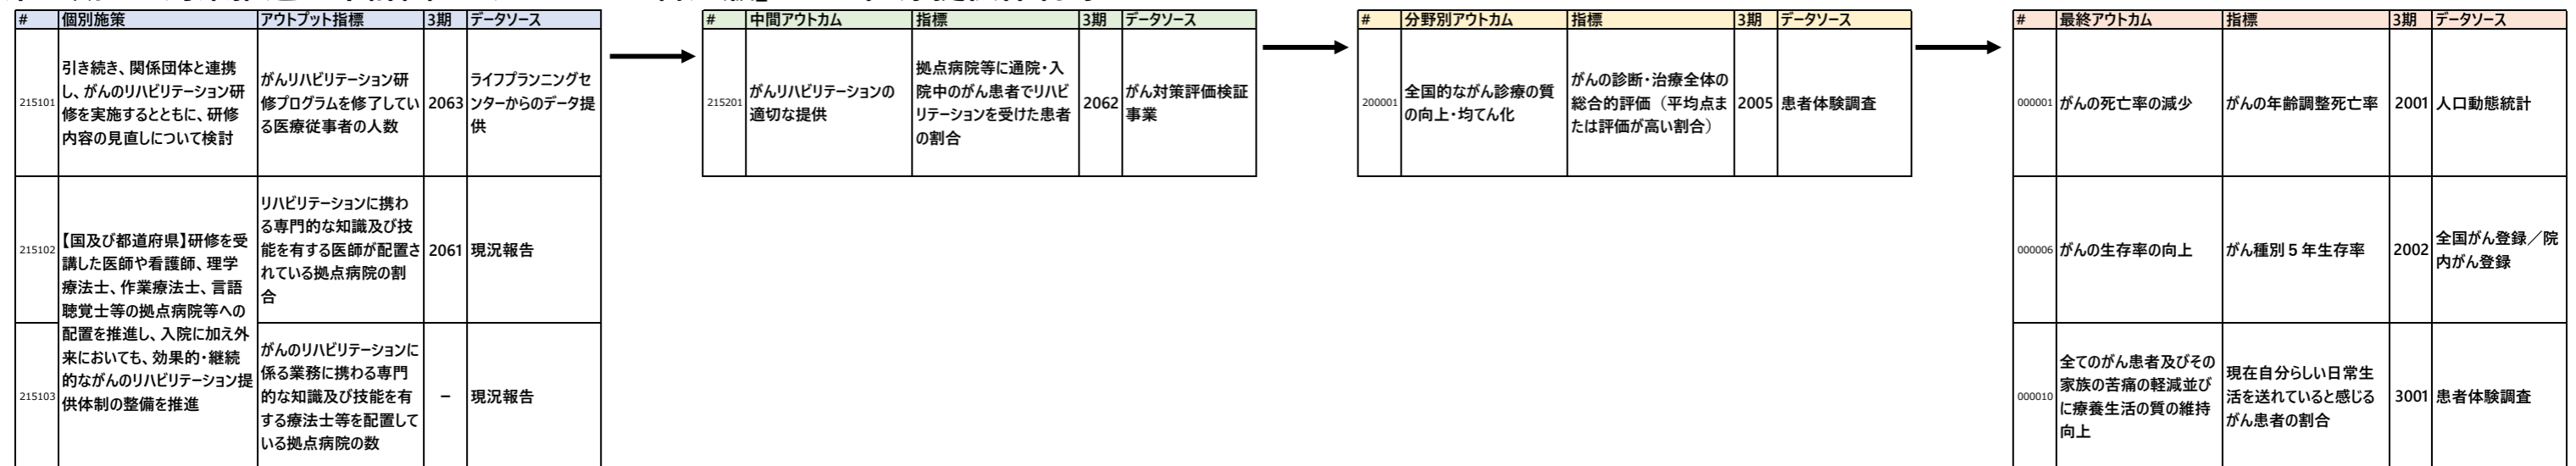 # 個別施策 アウトプット指標 3期 データソース
215101
引き続き、関係団体と連携
し、がんのリハビリテーション研
修を実施するとともに、研修
内容の見直しについて検討
がんリハビリテーション研
修プログラムを修了してい
る医療従事者の人数
2063
ライフプランニングセ
ンターからのデータ提
供
215102
【国及び都道府県】研修を受
講した医師や看護師、理学
療法士、作業療法士、言語
聴覚士等の拠点病院等への
配置を推進し、入院に加え外
来においても、効果的・継続
的ながんのリハビリテーション提
供体制の整備を推進
リハビリテーションに携わ
る専門的な知識及び技
能を有する医師が配置さ
れている拠点病院の割
合
2061
現況報告
215103
がんのリハビリテーションに
係る業務に携わる専門
的な知識及び技能を有
する療法士等を配置して
いる拠点病院の数
–
現況報告
# 中間アウトカム 指標 3期 データソース
215201
がんリハビリテーションの
適切な提供
拠点病院等に通院・入
院中のがん患者でリハビ
リテーションを受けた患者
の割合
2062
がん対策評価検証
事業
# 分野別アウトカム 指標 3期 データソース
200001
全国的ながん診療の質
の向上・均てん化
がんの診断・治療全体の
総合的評価（平均点ま
たは評価が高い割合）
2005
患者体験調査
# 最終アウトカム 指標 3期 データソース
000001
がんの死亡率の減少
がんの年齢調整死亡率
2001
人口動態統計
000006
がんの生存率の向上
がん種別５年生存率
2002
全国がん登録／院
内がん登録
000010
全てのがん患者及びその
家族の苦痛の軽減並び
に療養生活の質の維持
向上
現在自分らしい日常生
活を送れていると感じる
がん患者の割合
3001
患者体験調査